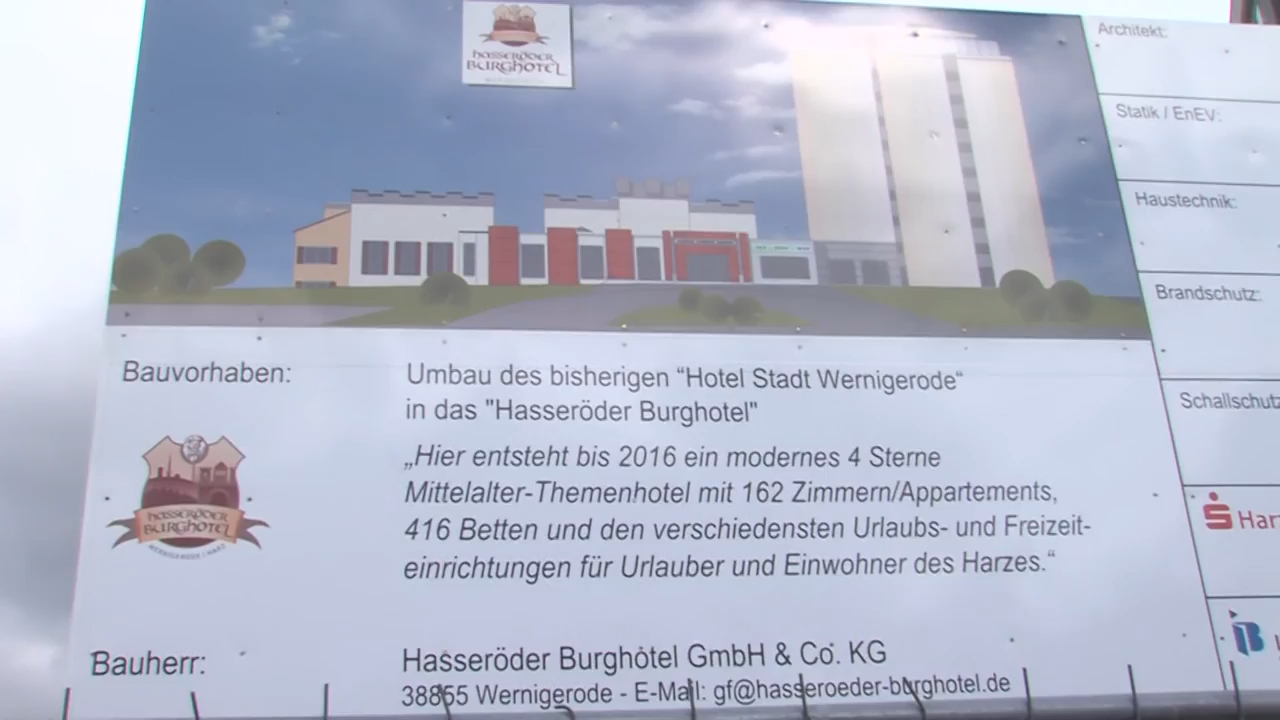 HASSERÖDER
BURGHOTEL
Architekt:
Statik / EnEV:
Haustechnik:
Brandschutz:
Schallschutz
Har
Bauvorhaben:
Umbau des bisherigen “Hotel Stadt Wernigerode“
in das "Hasseröder Burghotel"
„Hier entsteht bis 2016 ein modernes 4 Sterne
Mittelalter-Themenhotel mit 162 Zimmern/Appartements,
416 Betten und den verschiedensten Urlaubs- und Freizeit-
einrichtungen für Urlauber und Einwohner des Harzes.“
HASSERÖDER
BURGHOTEL
Bauherr:
Hasseröder Burghotel GmbH & Co. KG
38855 Wernigerode - E-Mail: gf@hasseroeder-burghotel.de